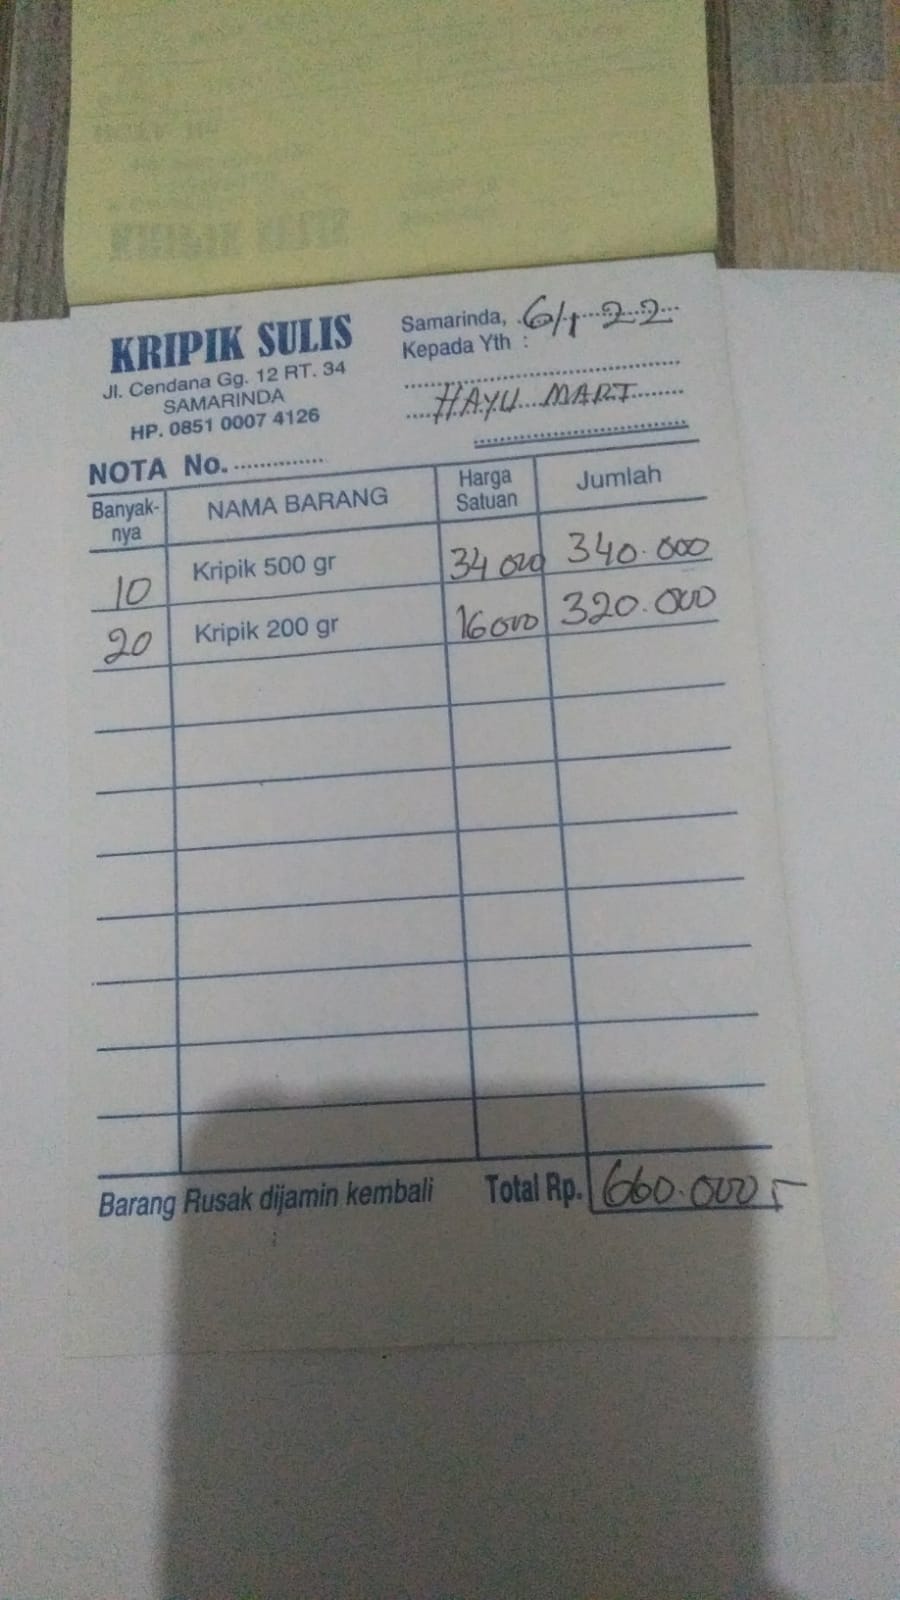 KRIPIK SULIS
Jl. Cendana Gg. 12 RT. 34
SAMARINDA
HP. 0851 0007 4126
Samarinda, 6/1 22
Kepada Yth :
HAYU MART
NOTA No.
Banyak-nya NAMA BARANG Harga Satuan Jumlah
10 Kripik 500 gr 34 000 340.000
20 Kripik 200 gr 16000 320.000
Barang Rusak dijamin kembali Total Rp. 660.000,-